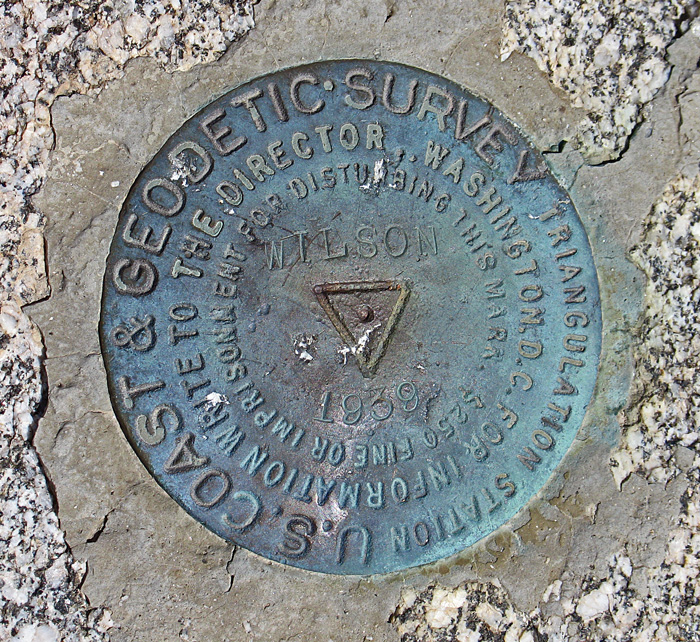 U.S. COAST & GEODETIC SURVEY
TRIANGULATION STATION
FOR INFORMATION WRITE TO THE DIRECTOR, WASHINGTON, D.C.
$250 FINE OR IMPRISONMENT FOR DISTURBING THIS MARK.
WILSON
1939